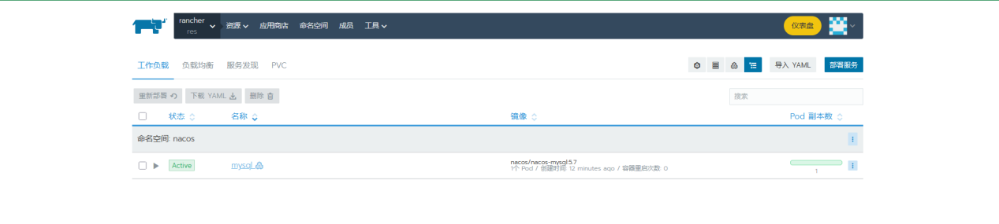 rancher
res
资源 应用商店 命名空间 成员 工具 仪表盘
工作负载 负载均衡 服务发现 PVC 导入 YAML 部署服务
重新部署 下载 YAML 删除 搜索
状态 名称 镜像 Pod 副本数
命名空间: nacos
Active mysql nacos/nacos-mysql:5.7
1个 Pod / 创建时间: 12 minutes ago / 容器重启次数: 0
1